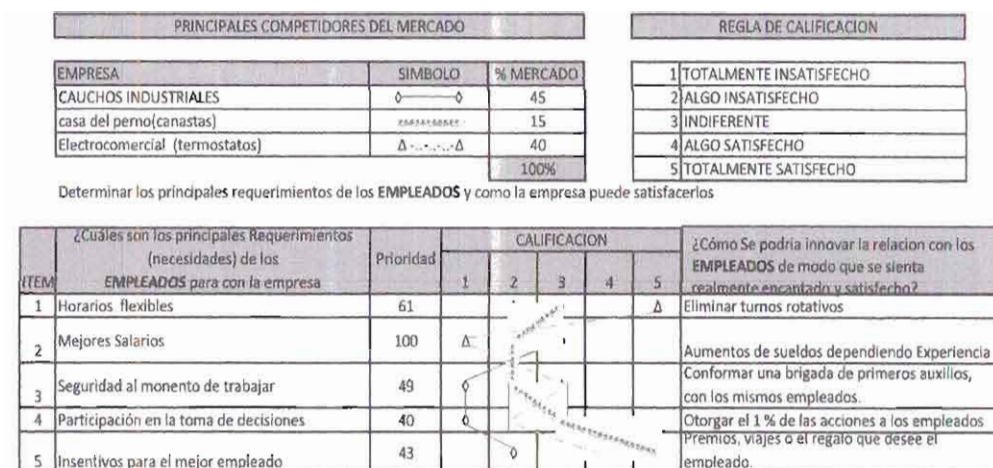 PRINCIPALES COMPETIDORES DEL MERCADO
REGLA DE CALIFICACION
EMPRESA SIMBOLO % MERCADO
CAUCHOS INDUSTRIALES 45
casa del perno(canastas) 15
Electrocomercial (termostatos) 40
100%
1 TOTALMENTE INSATISFECHO
2 ALGO INSATISFECHO
3 INDIFERENTE
4 ALGO SATISFECHO
5 TOTALMENTE SATISFECHO
Determinar los principales requerimientos de los EMPLEADOS y como la empresa puede satisfacerlos
ITEM
¿Cuáles son los principales Requerimientos
(necesidades) de los
EMPLEADOS para con la empresa
Prioridad
CALIFICACION
1 2 3 4 5
¿Cómo Se podria innovar la relacion con los
EMPLEADOS de modo que se sienta
realmente encantado y satisfecho?
1 Horarios flexibles 61 Eliminar turnos rotativos
2 Mejores Salarios 100 Aumentos de sueldos dependiendo Experiencia
3 Seguridad al monento de trabajar 49 Conformar una brigada de primeros auxilios,
con los mismos empleados.
4 Participación en la toma de decisiones 40 Otorgar el 1 % de las acciones a los empleados
5 Insentivos para el mejor empleado 43 Premios, viajes o el regalo que desee el
empleado.